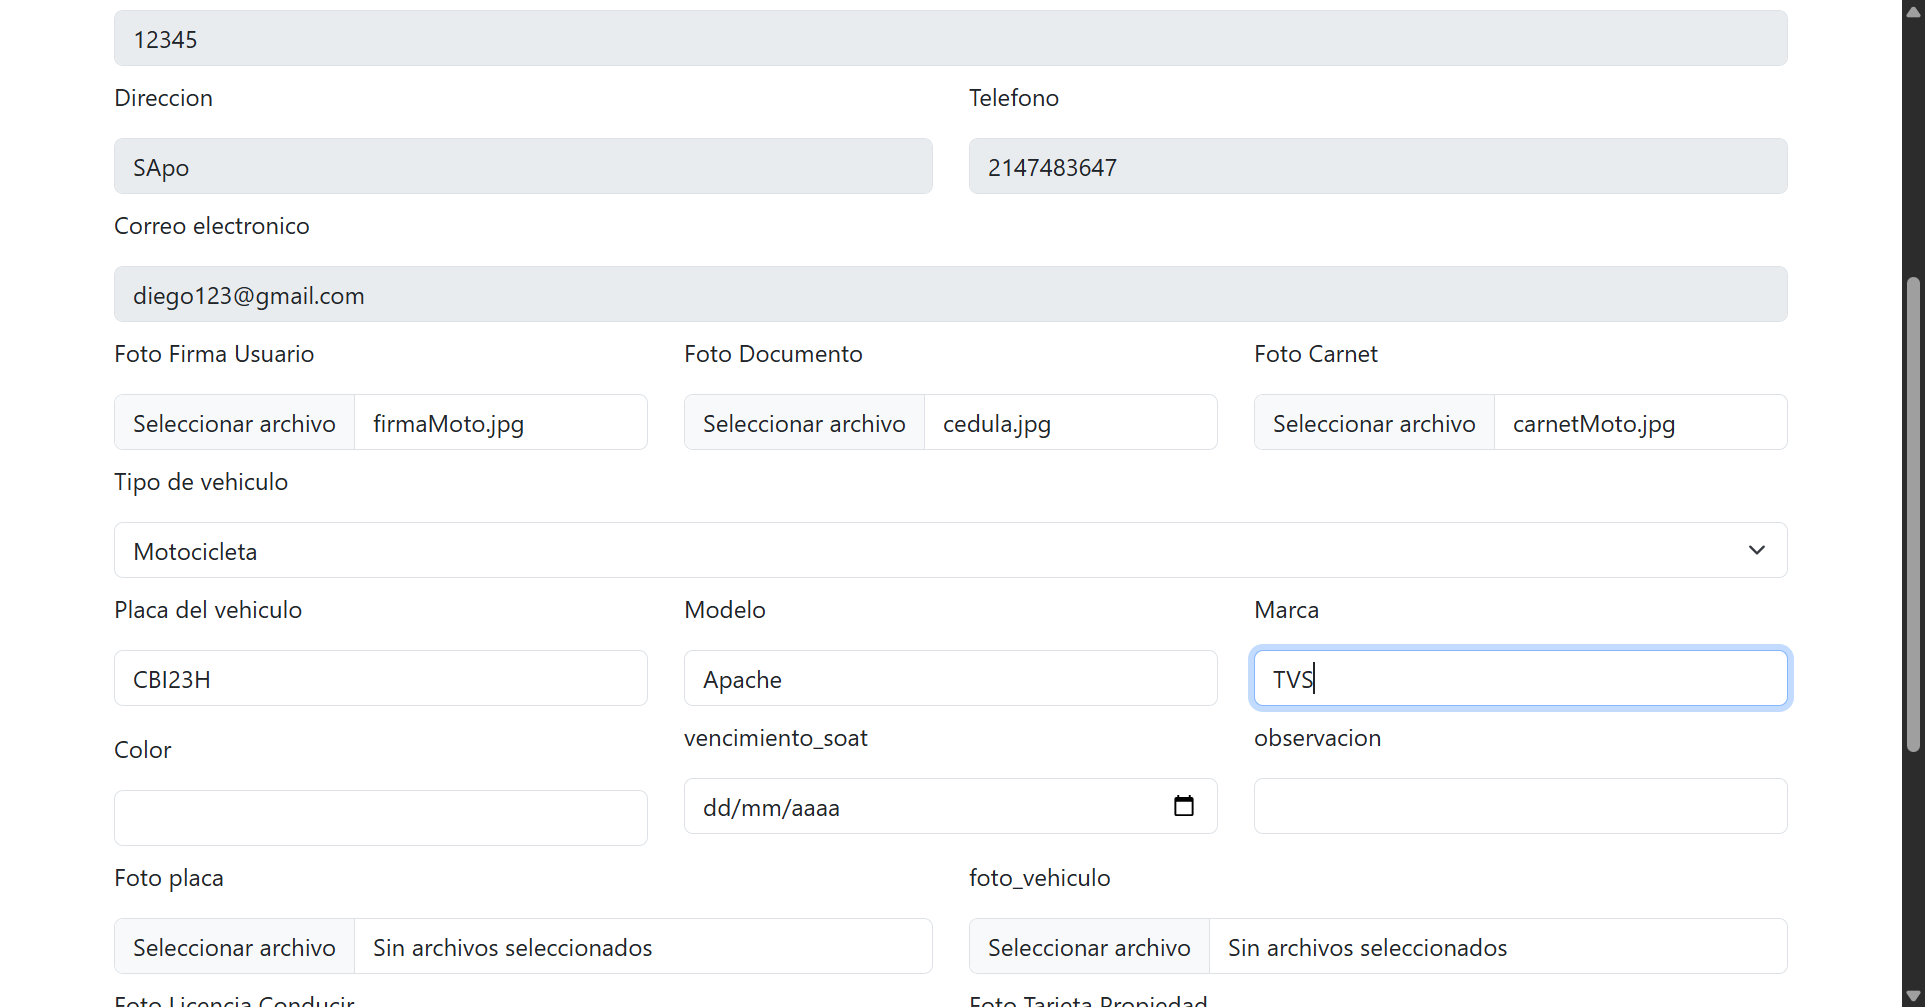 12345
Direccion
Telefono
SApo
2147483647
Correo electronico
diego123@gmail.com
Foto Firma Usuario
Foto Documento
Foto Carnet
Seleccionar archivo firmaMoto.jpg
Seleccionar archivo cedula.jpg
Seleccionar archivo carnetMoto.jpg
Tipo de vehiculo
Motocicleta
Placa del vehiculo
Modelo
Marca
CBI23H
Apache
TVS
Color
vencimiento_soat
observacion
dd/mm/aaaa
Foto placa
foto_vehiculo
Seleccionar archivo Sin archivos seleccionados
Seleccionar archivo Sin archivos seleccionados
Foto Licencia Conducir
Foto Tarjeta Propiedad